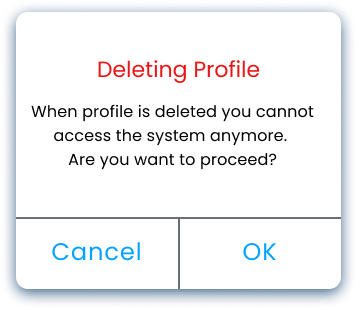 Deleting Profile
When profile is deleted you cannot
access the system anymore.
Are you want to proceed?
Cancel
OK